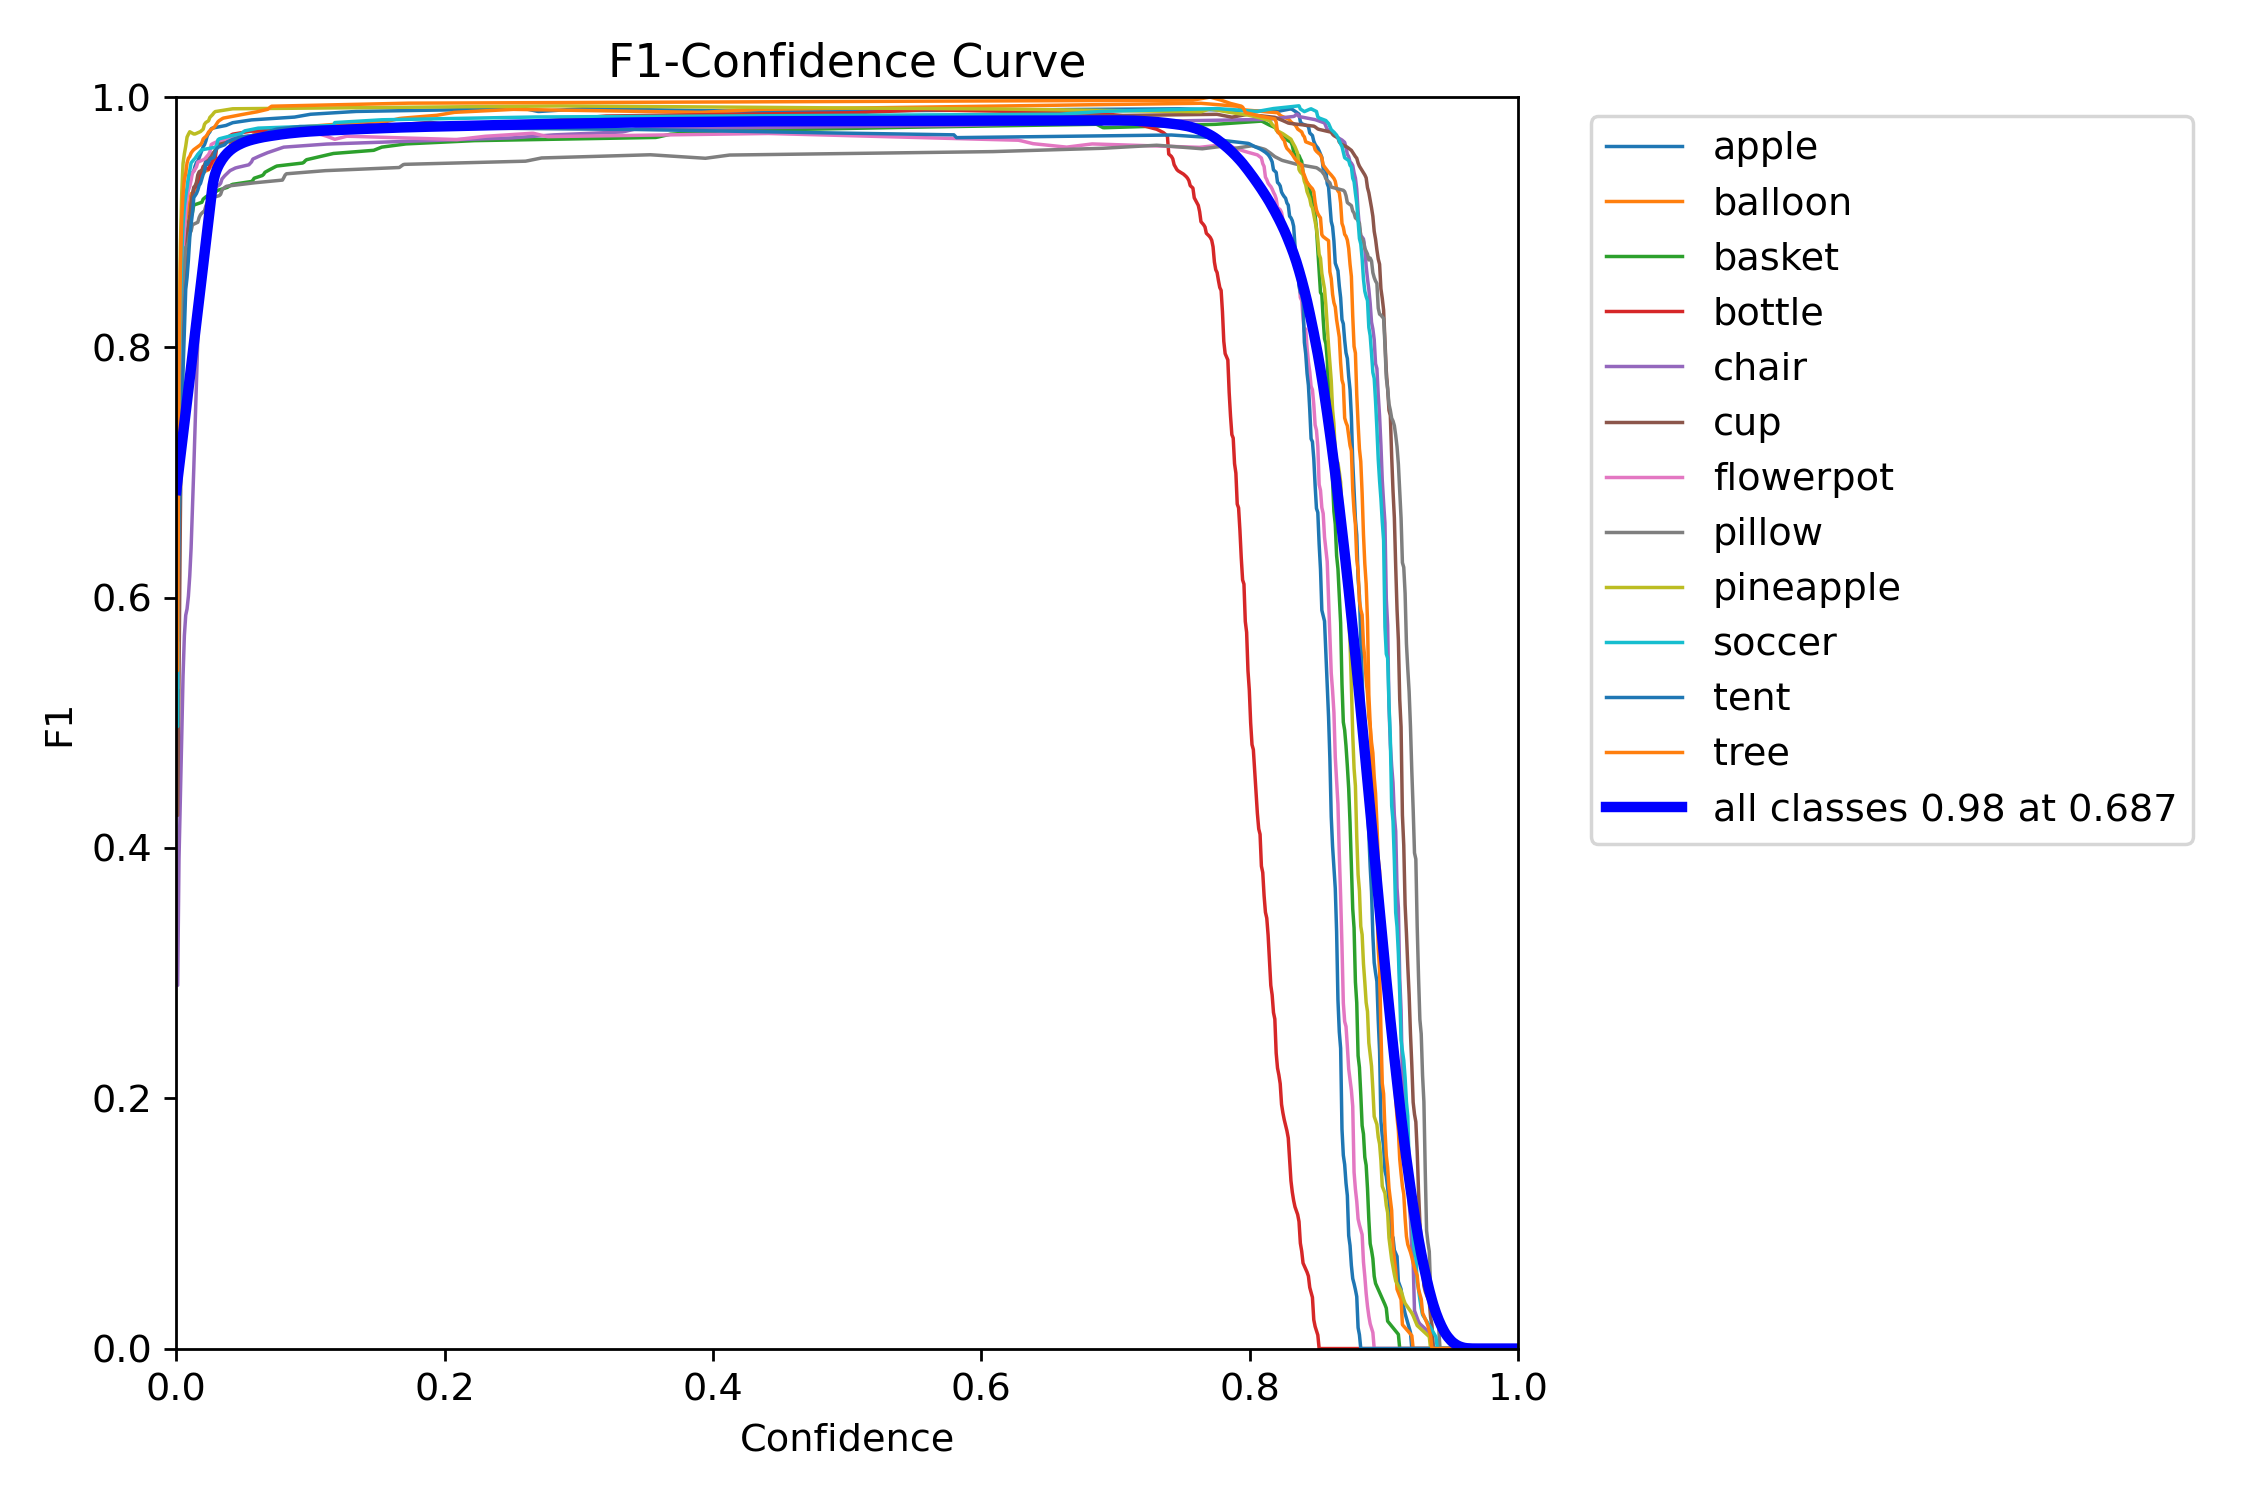 F1-Confidence Curve
1.0
0.8
0.6
0.4
0.2
0.0
F1
0.0 0.2 0.4 0.6 0.8 1.0
Confidence
apple
balloon
basket
bottle
chair
cup
flowerpot
pillow
pineapple
soccer
tent
tree
all classes 0.98 at 0.687